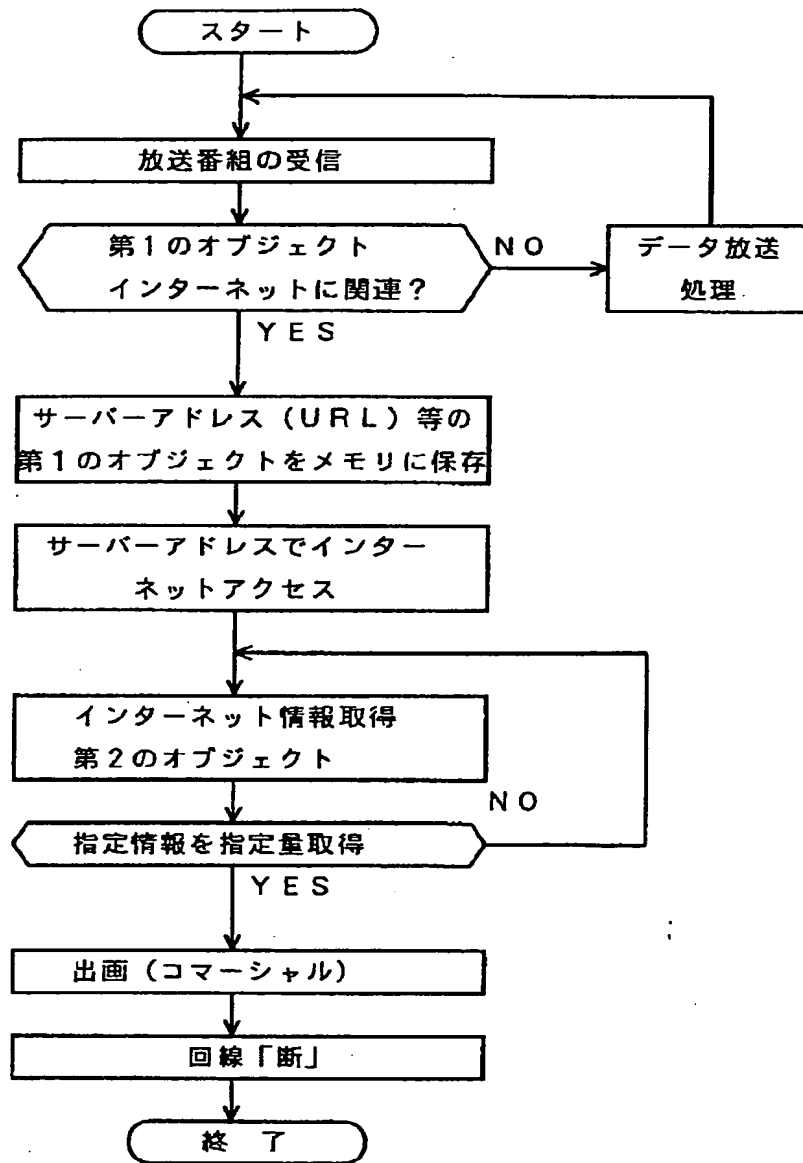 スタート
放送番組の受信
第1のオブジェクト
インターネットに関連?
NO
データ放送
処理
YES
サーバーアドレス(URL)等の
第1のオブジェクトをメモリに保存
サーバーアドレスでインター
ネットアクセス
インターネット情報取得
第2のオブジェクト
NO
指定情報を指定量取得
YES
出画(コマーシャル)
回線「断」
終了